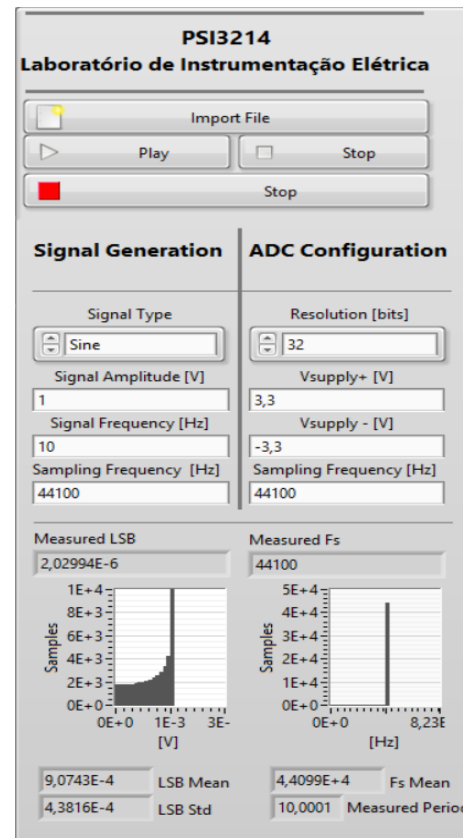 PSI3214
Laboratório de Instrumentação Elétrica
Import File
Play
Stop
Stop
Signal Generation
ADC Configuration
Signal Type
Sine
Signal Amplitude [V]
1
Signal Frequency [Hz]
10
Sampling Frequency [Hz]
44100
Resolution [bits]
32
Vsupply+ [V]
3,3
Vsupply - [V]
-3,3
Sampling Frequency [Hz]
44100
Measured LSB
2,02994E-6
1E+4
8E+3
6E+3
4E+3
2E+3
0E+0
Samples
0E+0 1E-3 3E-
[V]
9,0743E-4 LSB Mean
4,3816E-4 LSB Std
Measured Fs
44100
5E+4
4E+4
3E+4
2E+4
1E+4
0E+0
Samples
0E+0 8,23E
[Hz]
4,4099E+4 Fs Mean
10,0001 Measured Period